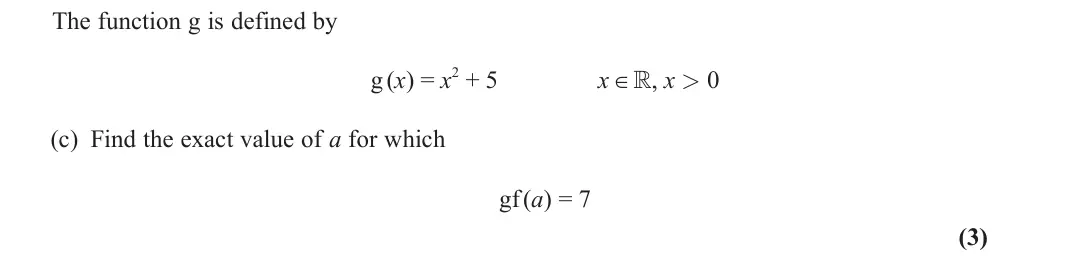 The function g is defined by
g(x) = x² + 5 x ∈ ℝ, x > 0
(c) Find the exact value of a for which
gf(a) = 7
(3)